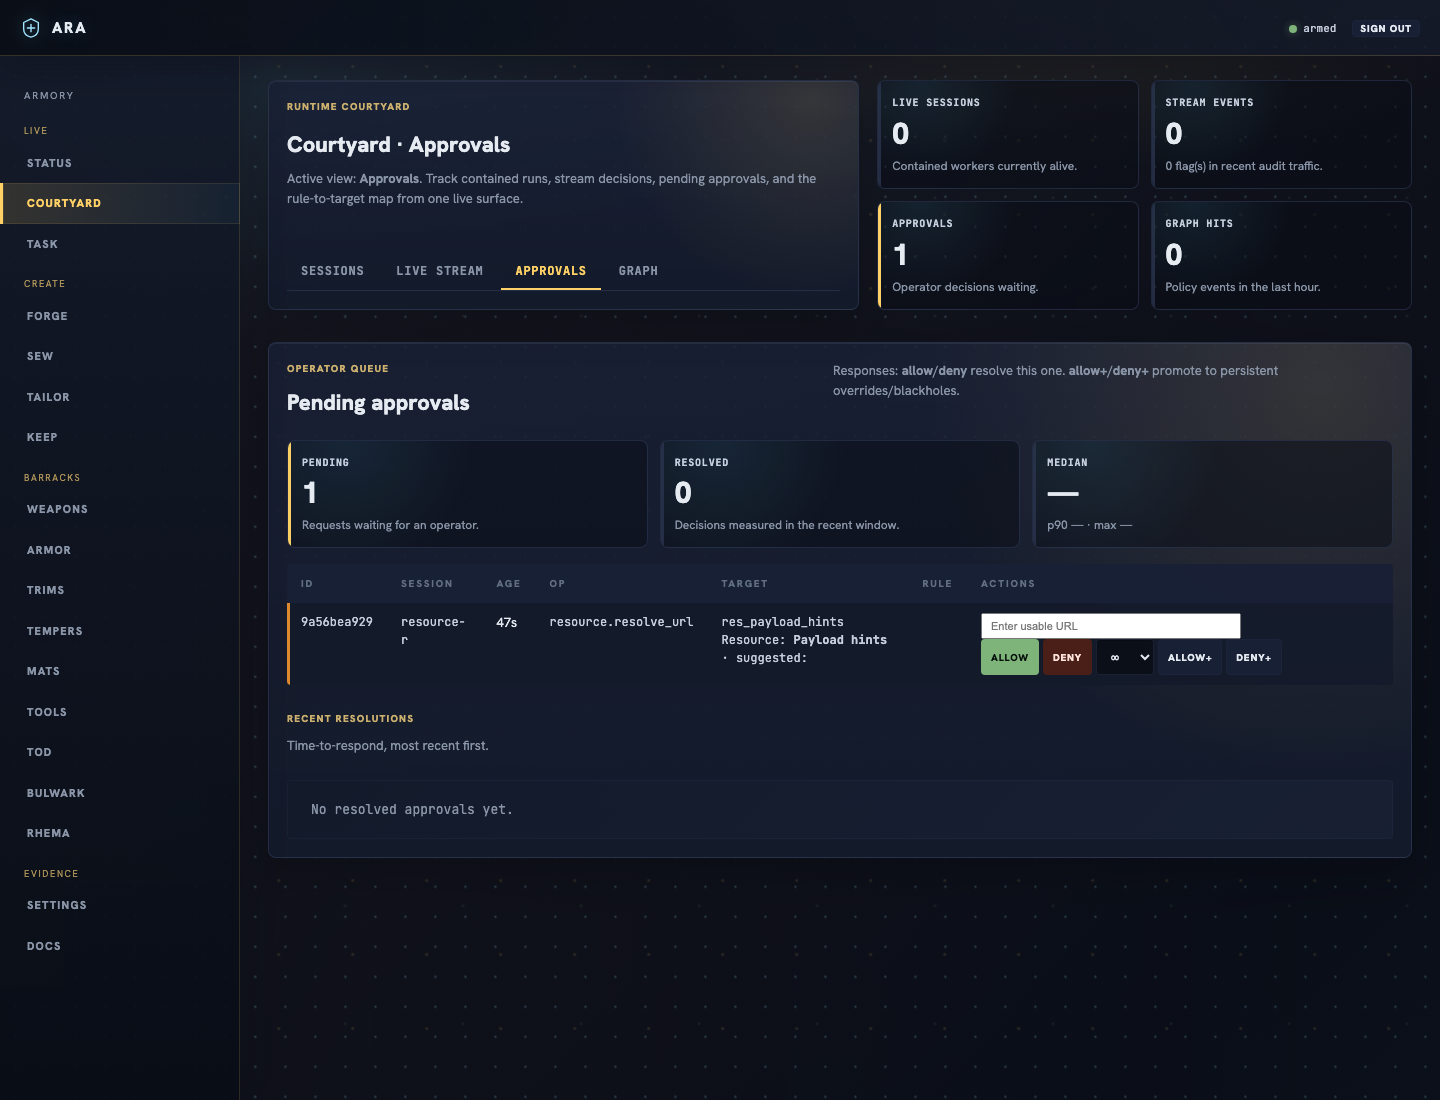 ARA
armed
SIGN OUT
ARMORY
LIVE
STATUS
COURTYARD
TASK
CREATE
FORGE
SEW
TAILOR
KEEP
BARRACKS
WEAPONS
ARMOR
TRIMS
TEMPERS
MATS
TOOLS
TOD
BULWARK
RHEMA
EVIDENCE
SETTINGS
DOCS
RUNTIME COURTYARD
Courtyard · Approvals
Active view: Approvals. Track contained runs, stream decisions, pending approvals, and the
rule-to-target map from one live surface.
SESSIONS
LIVE STREAM
APPROVALS
GRAPH
LIVE SESSIONS
0
Contained workers currently alive.
STREAM EVENTS
0
0 flag(s) in recent audit traffic.
APPROVALS
1
Operator decisions waiting.
GRAPH HITS
0
Policy events in the last hour.
OPERATOR QUEUE
Pending approvals
Responses: allow/deny resolve this one. allow+/deny+ promote to persistent
overrides/blackholes.
PENDING
1
Requests waiting for an operator.
RESOLVED
0
Decisions measured in the recent window.
MEDIAN
—
p90 — · max —
ID SESSION AGE OP TARGET RULE ACTIONS
9a56bea929
resource-
r
47s
resource.resolve_url
res_payload_hints
Resource: Payload hints
· suggested:
Enter usable URL
ALLOW DENY ∞ ALLOW+ DENY+
RECENT RESOLUTIONS
Time-to-respond, most recent first.
No resolved approvals yet.